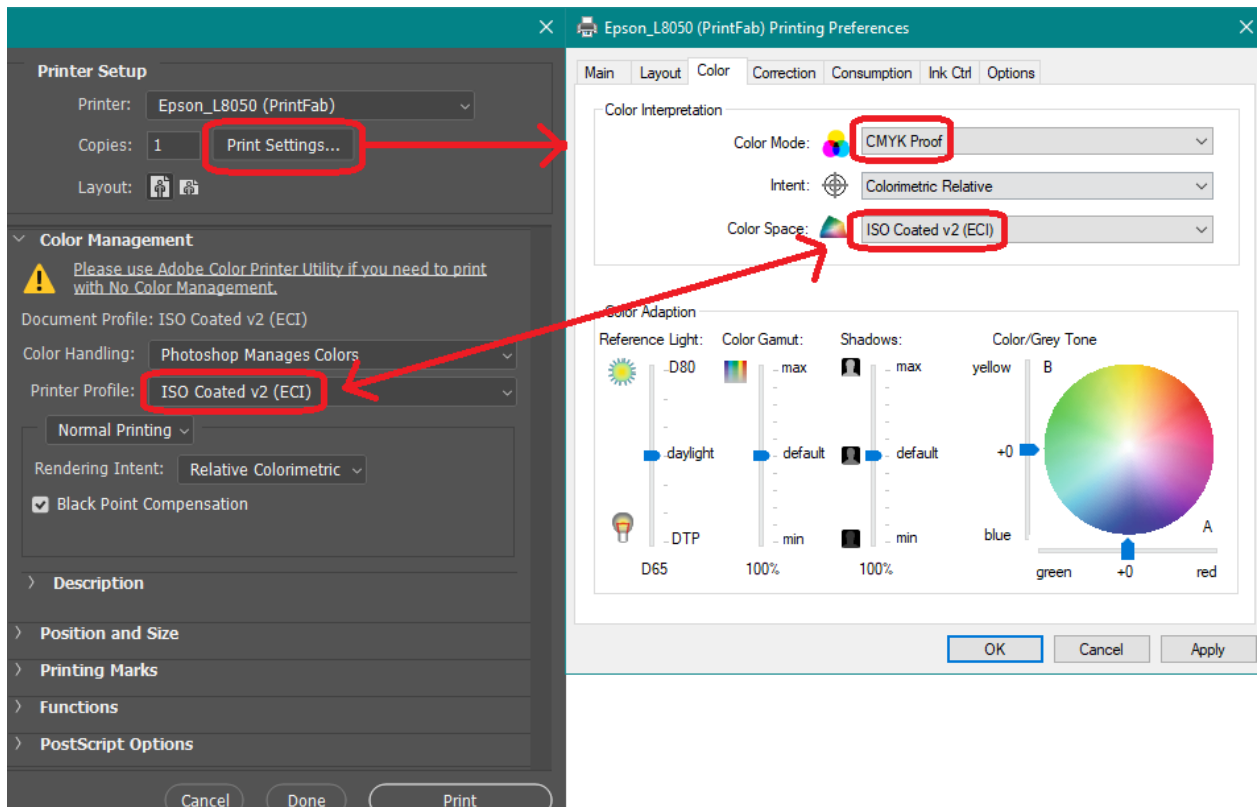 Printer Setup
Printer: Epson_L8050 (PrintFab)
Copies: 1 Print Settings...
Layout:
Color Management
Please use Adobe Color Printer Utility if you need to print
with No Color Management.
Document Profile: ISO Coated v2 (ECI)
Color Handling: Photoshop Manages Colors
Printer Profile: ISO Coated v2 (ECI)
Normal Printing
Rendering Intent: Relative Colorimetric
Black Point Compensation
Description
Position and Size
Printing Marks
Functions
PostScript Options
Cancel Done Print
Epson_L8050 (PrintFab) Printing Preferences
Main Layout Color Correction Consumption Ink Ctrl Options
Color Interpretation
Color Mode: CMYK Proof
Intent: Colorimetric Relative
Color Space: ISO Coated v2 (ECI)
Color Adaption
Reference Light: Color Gamut: Shadows: Color/Grey Tone
D80 max max yellow B
daylight default default +0
DTP min min blue A
D65 100% 100% green +0 red
OK Cancel Apply